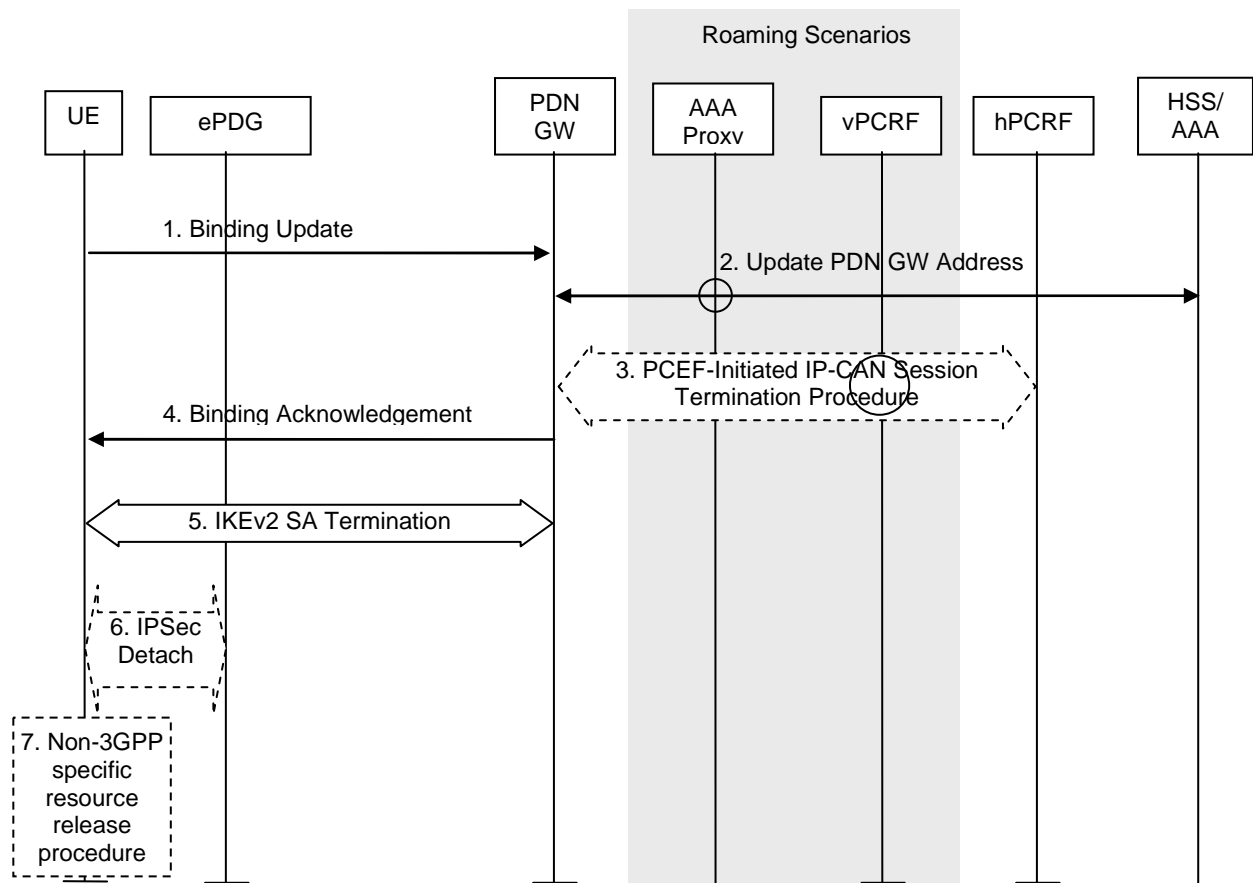 Roaming Scenarios
UE
ePDG
PDN
GW
AAA
Proxy
vPCRF
hPCRF
HSS/
AAA
1. Binding Update
2. Update PDN GW Address
3. PCEF-Initiated IP-CAN Session
Termination Procedure
4. Binding Acknowledgement
5. IKEv2 SA Termination
6. IPSec
Detach
7. Non-3GPP
specific
resource
release
procedure